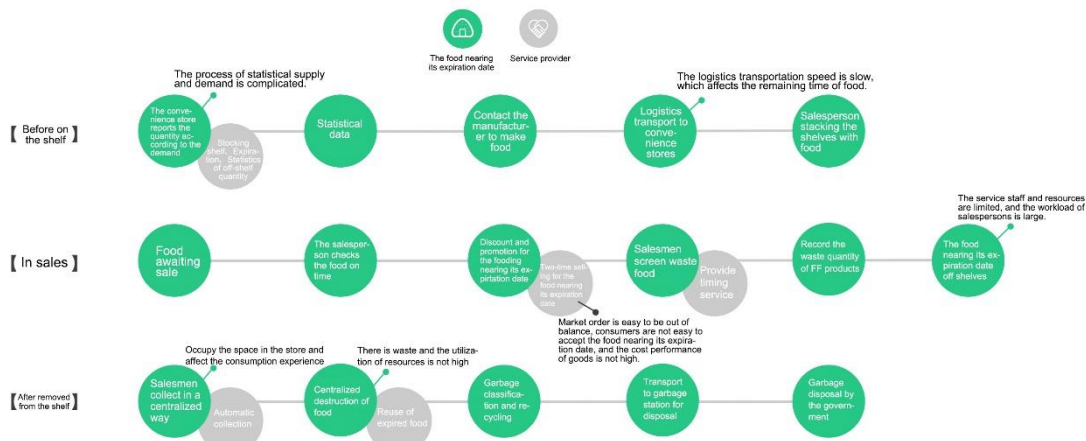 The food nearing
its expiration date
Service provider
The process of statistical supply
and demand is complicated.
The logistics transportation speed is slow,
which affects the remaining time of food.
【 Before on
the shelf 】
The conve-
nience store
reports the
quantity acc-
ording to the
demand
Stocking
shelf、Expira-
tion、Statistics
of off-shelf
quantity
Statistical
data
Contact the
manufactur-
er to make
food
Logistics
transport to
conve-
nience
stores
Salesperson
stacking the
shelves with
food
The service staff and resources
are limited, and the workload of
salespersons is large.
【 In sales 】
Food
awaiting
sale
The salesper-
son checks
the food on
time
Discount and
promotion for
the fooding
nearing its ex-
pirtation date
Two-time sell-
ing for the
food nearing
its expiration
date
Salesmen
screen waste
food
Provide
liming
service
Record the
waste quantity
of FF products
The food
nearing its ex-
piration date
off shelves
Market order is easy to be out of
balance, consumers are not easy to
accept the food nearing its expira-
tion date, and the cost performance
of goods is not high.
Occupy the space in the store and
affect the consumption experience
There is waste and the utiliza-
tion of resources is not high
【 After removed
from the shelf 】
Salesmen
collect in a
centralized
way
Automatic
collection
Centralized
destruction of
food
Reuse of
expired food
Garbage
classifica-
tion and re-
cycling
Transport
to garbage
station for
disposal
Garbage
disposal by
the govern-
ment